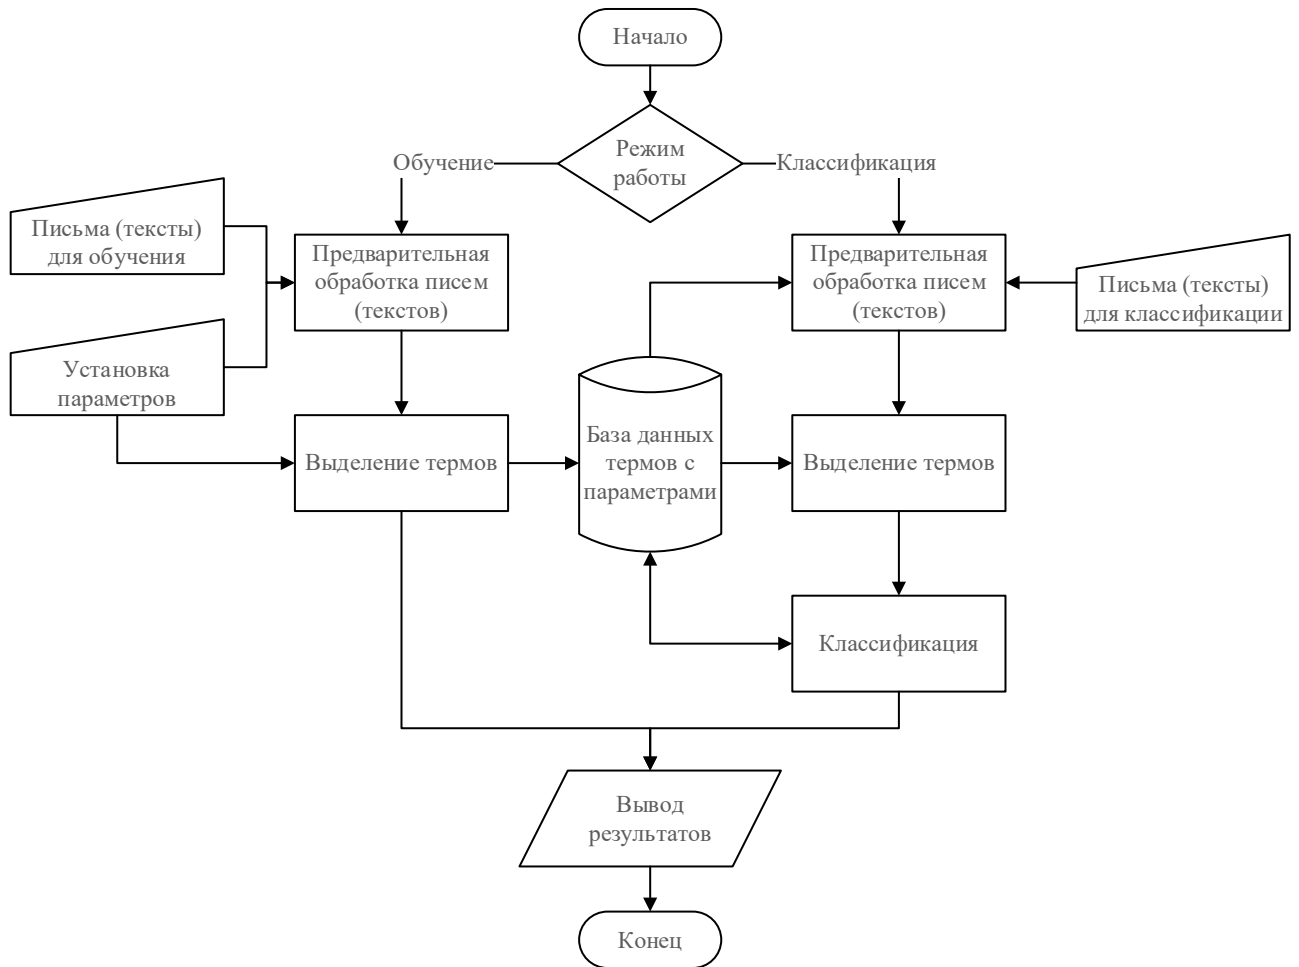 Начало
Режим
работы
Обучение
Классификация
Письма (тексты)
для обучения
Предварительная
обработка писем
(текстов)
Предварительная
обработка писем
(текстов)
Письма (тексты)
для классификации
Установка
параметров
Выделение термов
База данных
термов с
параметрами
Выделение термов
Классификация
Вывод
результатов
Конец